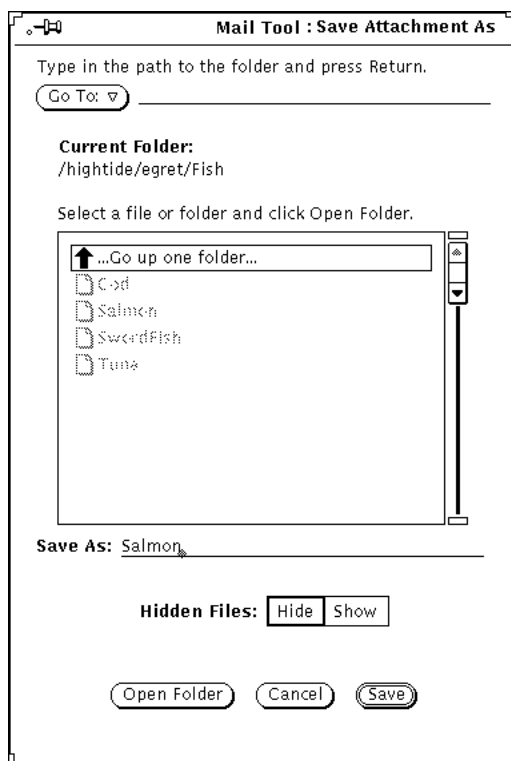 Mail Tool : Save Attachment As
Type in the path to the folder and press Return.
Go To:
Current Folder:
/hightide/egret/Fish
Select a file or folder and click Open Folder.
...Go up one folder...
Cod
Salmon
SwordFish
Tuna
Save As: Salmon
Hidden Files: Hide Show
Open Folder Cancel Save